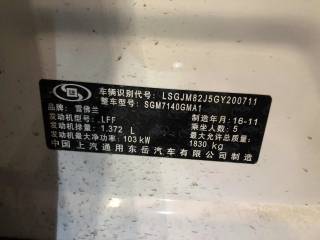 车辆识别代号: LSGJM82J5GY200711
整车型号: SGM7140GMA1
品牌: 雪佛兰 制造年月: 16-11
发动机型号: LFF 乘坐人数: 5
发动机排量: 1.372 L 最大允许总质量:
发动机最大净功率: 103 kW 1830 kg
中国上汽通用东岳汽车有限公司制造